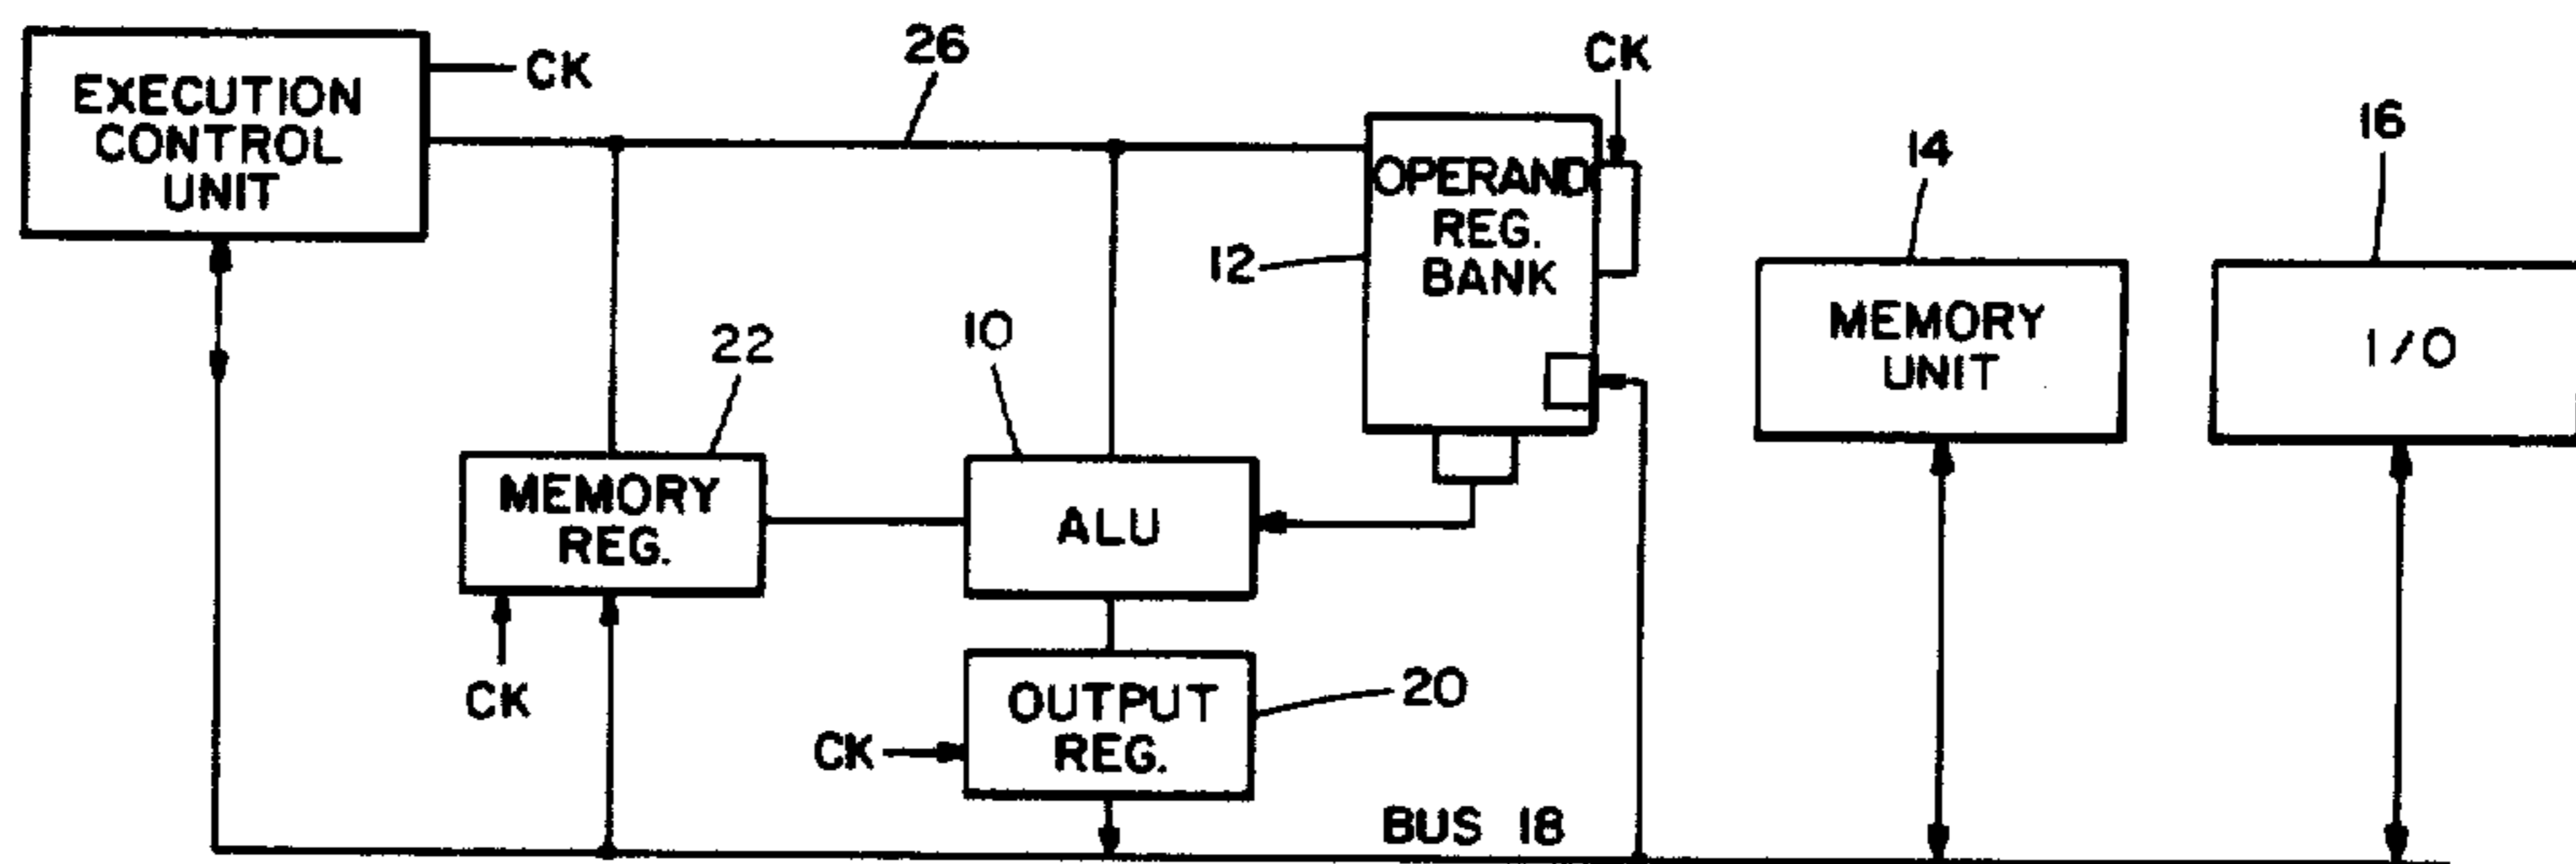 26
CK
CK
EXECUTION
CONTROL
UNIT
16
14
OPERAND
REG.
BANK
12
MEMORY
UNIT
I/O
22
10
MEMORY
REG.
ALU
CK
OUTPUT
REG.
20
CK
BUS 18